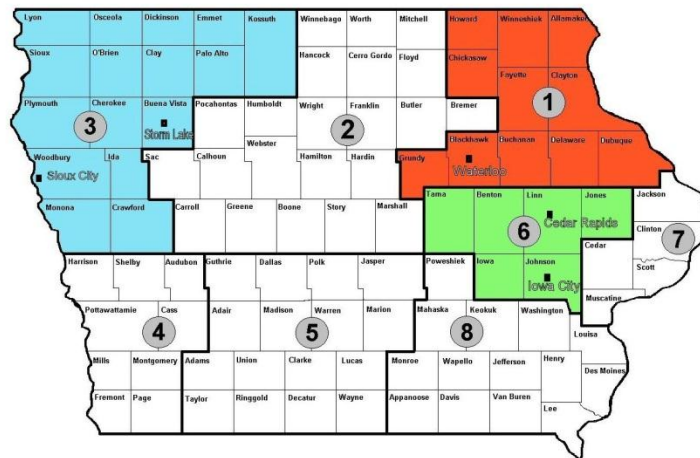 Lyon Osceola Dickinson Emmet Kossuth Winnebago Worth Mitchell Howard Winneshiek Allamakee
Sioux O'Brien Clay Palo Alto Hancock Cerro Gordo Floyd Chickasaw
Fayette Clayton
Plymouth Cherokee Buena Vista Pocahontas Humboldt Wright Franklin Butler Bremer
3 Storm Lake 2 1
Webster Blackhawk Buchanan Delaware Dubuque
Woodbury Ida Sac Calhoun Hamilton Hardin Grundy Waterloo
Sioux City
Tama Benton Linn Jones Jackson
Monona Crawford Carroll Greene Boone Story Marshall
6 Cedar Rapids Clinton 7
Cedar
Harrison Shelby Audubon Guthrie Dallas Polk Jasper Poweshiek Iowa Johnson Scott
Iowa City
Muscatine
Pottawattamie Cass Adair Madison Warren Marion Mahaska Keokuk Washington
4 5 8 Louisa
Mills Montgomery Adams Union Clarke Lucas Monroe Wapello Jefferson Henry
Des Moines
Fremont Page Taylor Ringgold Decatur Wayne Appanoose Davis Van Buren
Lee